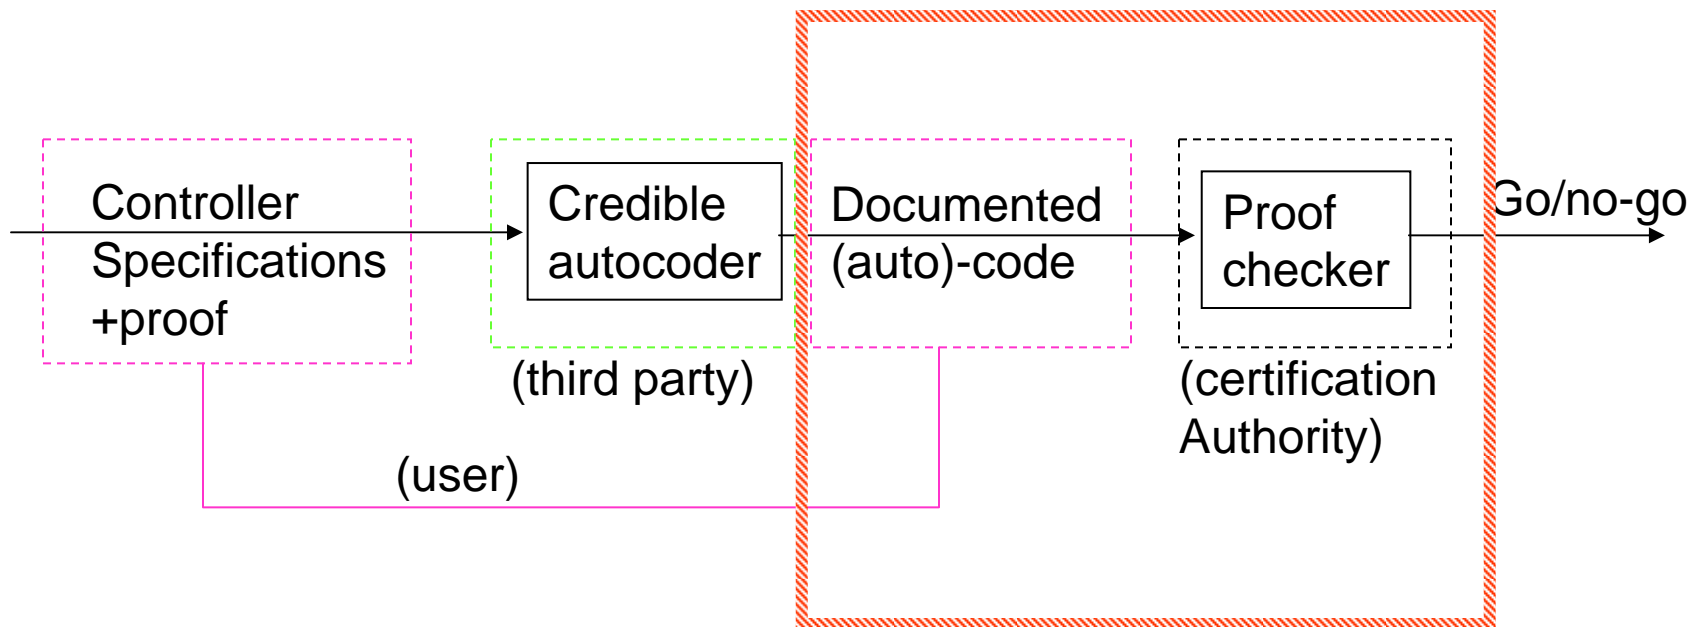 Controller
Specifications
+proof
Credible
autocoder
(third party)
(user)
Documented
(auto)-code
Proof
checker
(certification
Authority)
Go/no-go